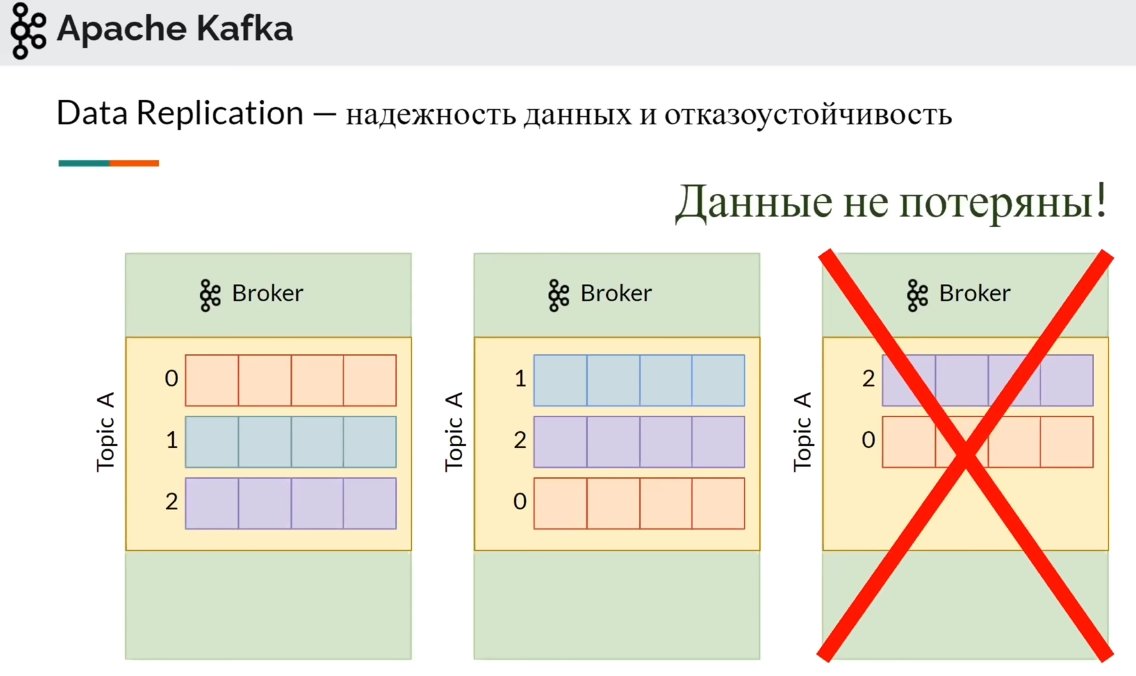 Apache Kafka
Data Replication — надежность данных и отказоустойчивость
Данные не потеряны!
Broker
Topic A
0
1
2
Broker
Topic A
1
2
0
Broker
Topic A
2
0